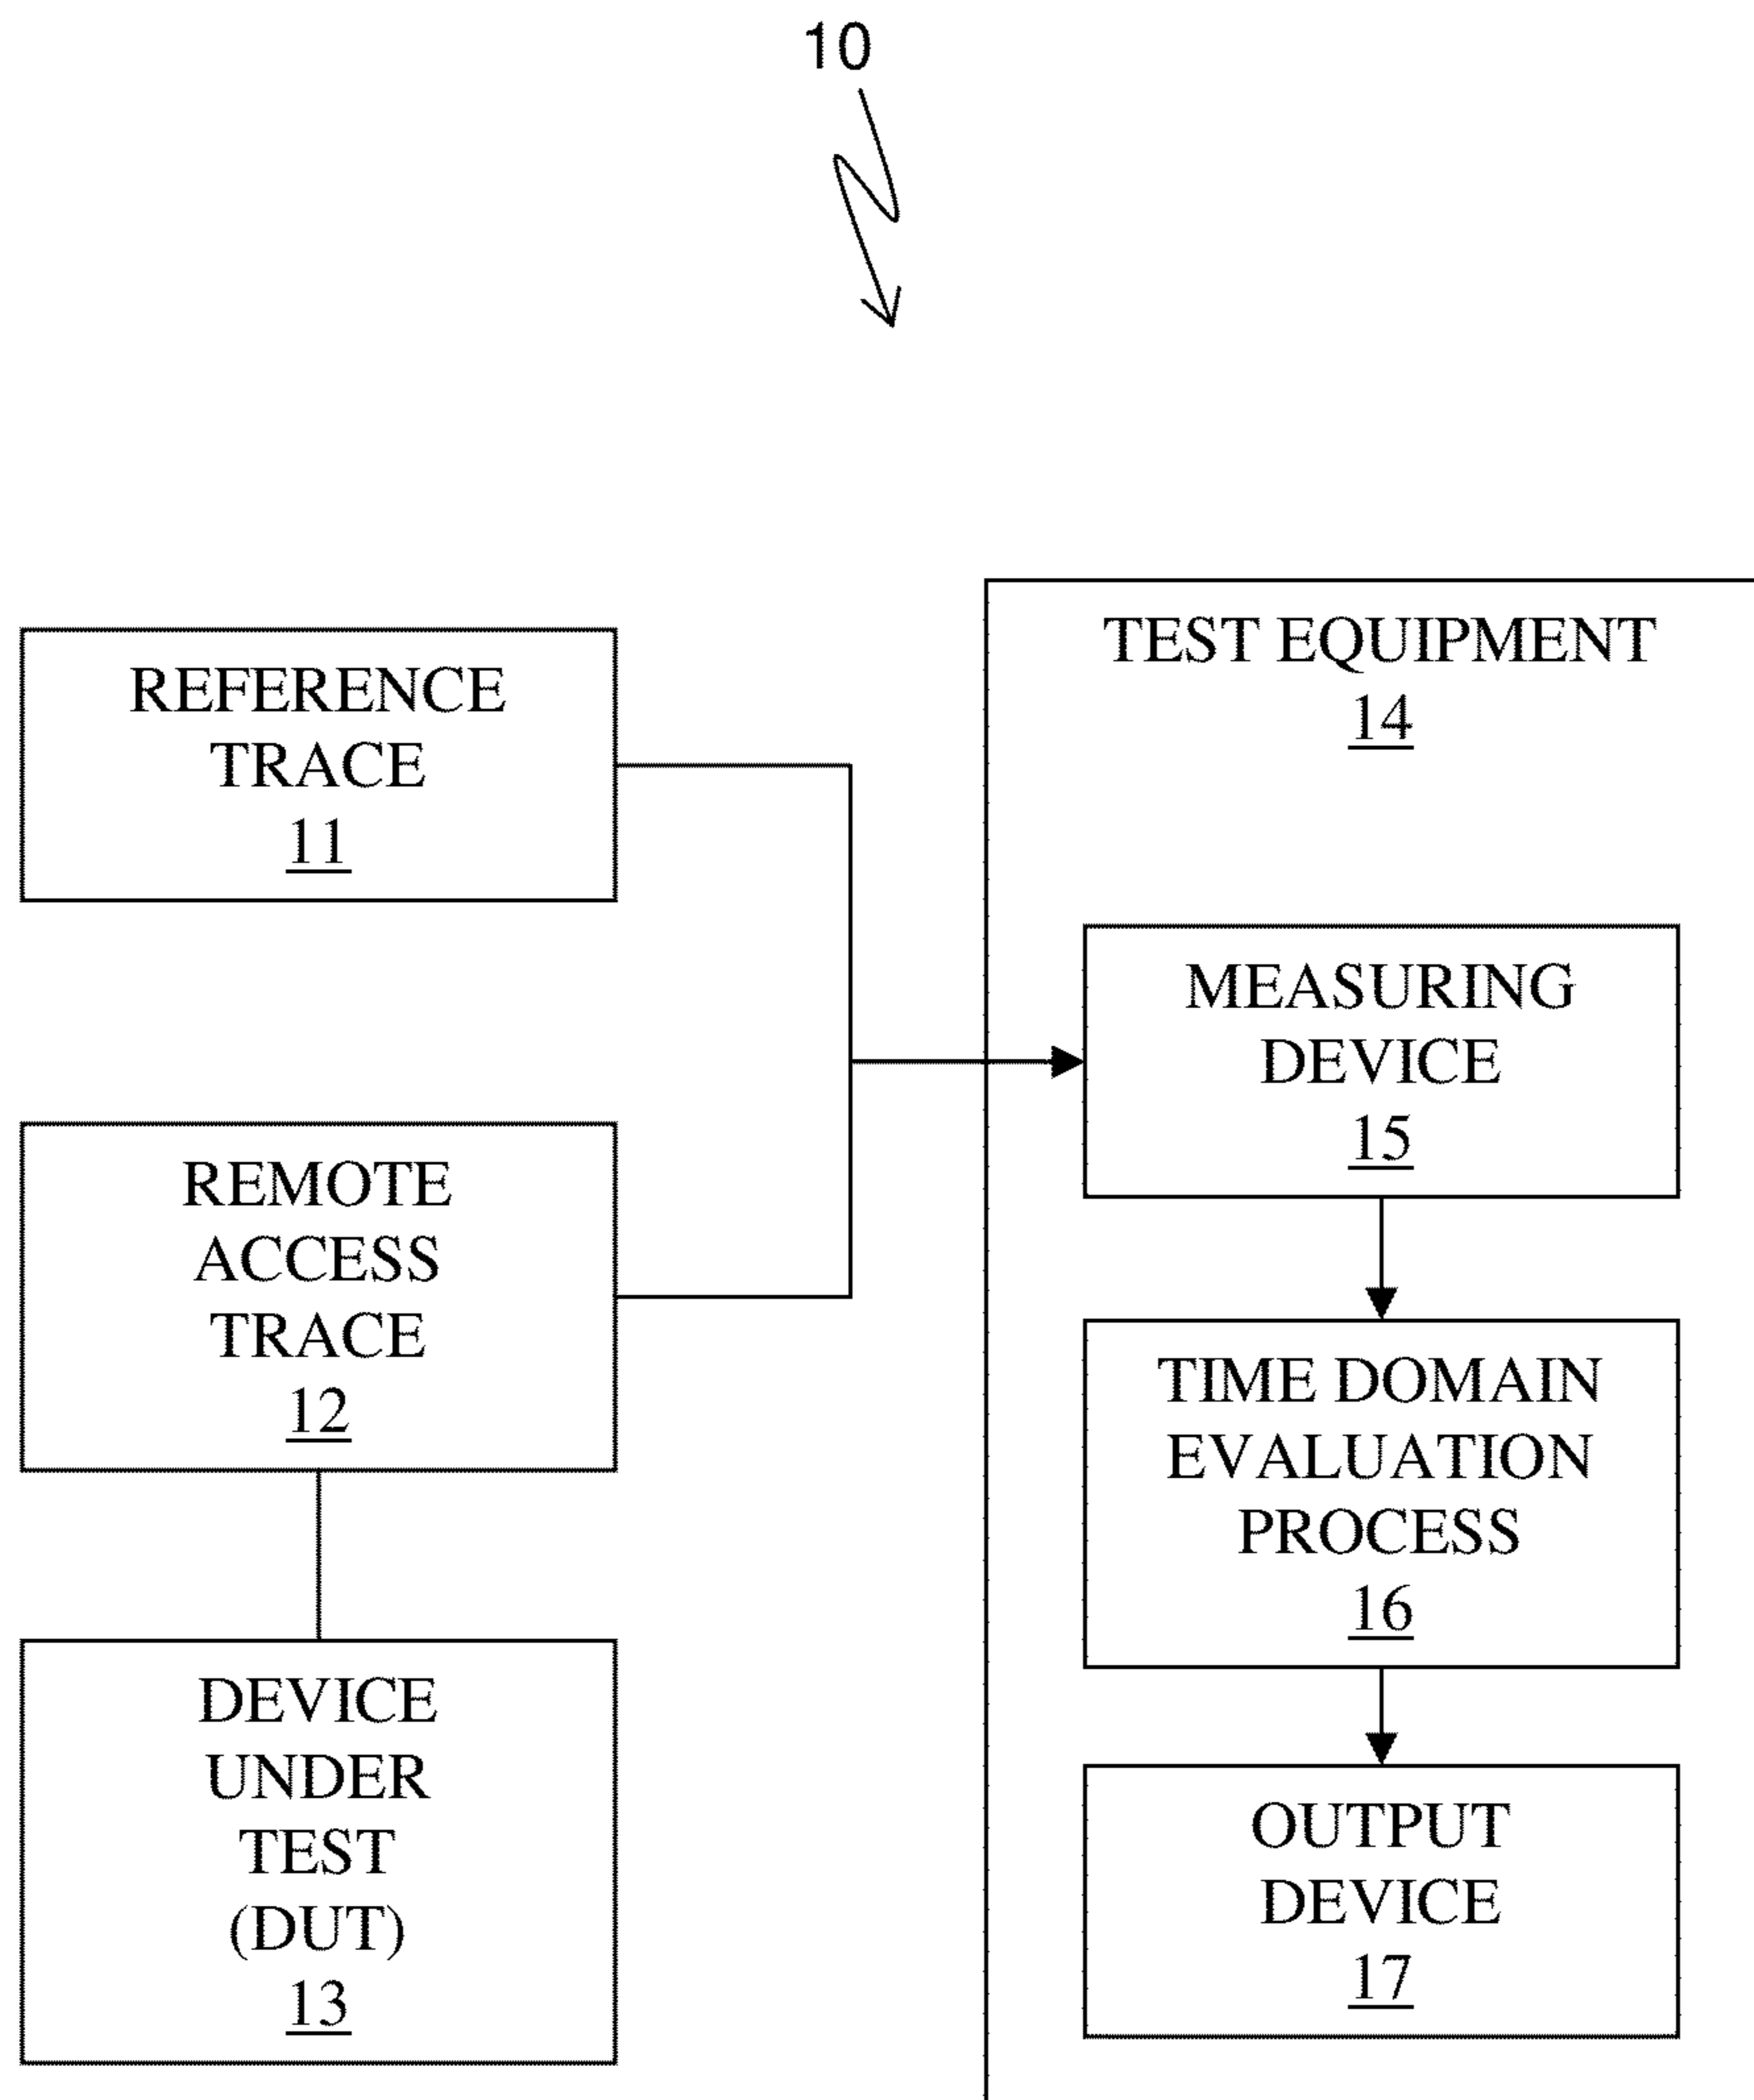 10
REFERENCE
TRACE
11
REMOTE
ACCESS
TRACE
12
DEVICE
UNDER
TEST
(DUT)
13
TEST EQUIPMENT
14
MEASURING
DEVICE
15
TIME DOMAIN
EVALUATION
PROCESS
16
OUTPUT
DEVICE
17